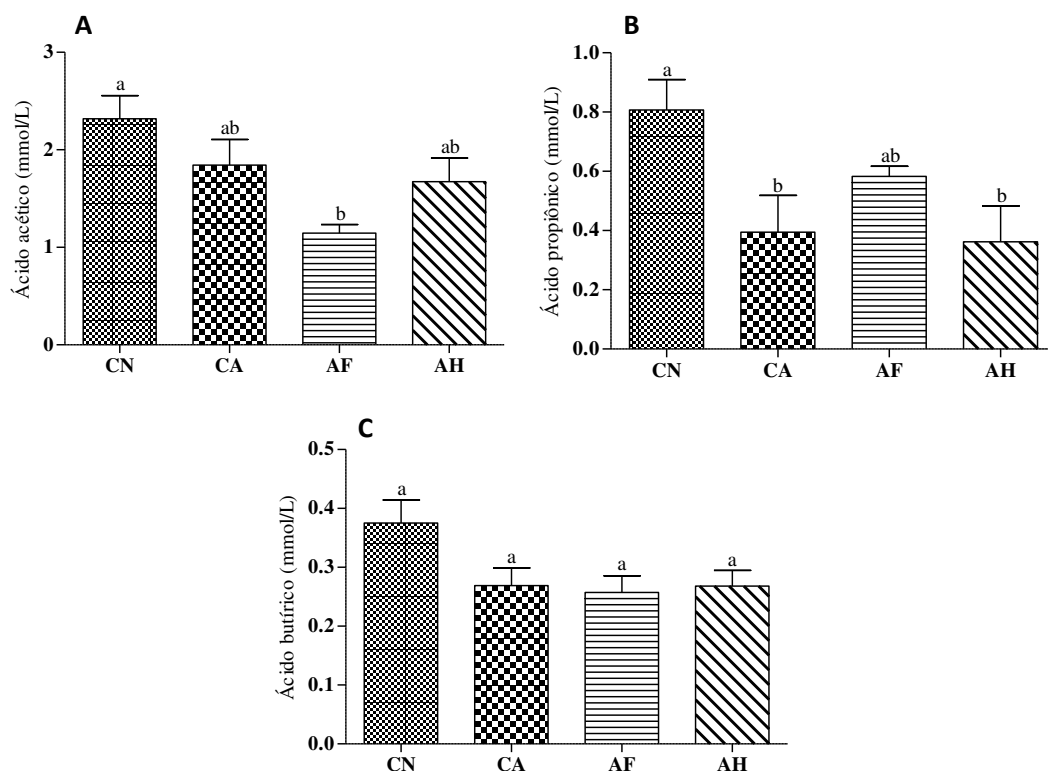 A
Ácido acético (mmol/L)
3
2
1
0
a
ab
b
ab
CN CA AF AH
B
Ácido propiônico (mmol/L)
1.0
0.8
0.6
0.4
0.2
0.0
a
b
ab
b
CN CA AF AH
C
Ácido butírico (mmol/L)
0.5
0.4
0.3
0.2
0.1
0.0
a
a
a
a
CN CA AF AH